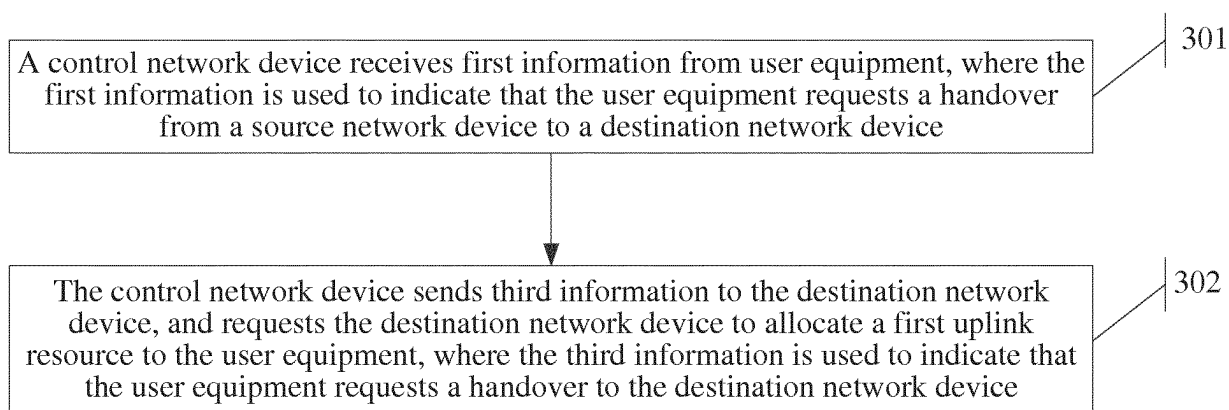 301
A control network device receives first information from user equipment, where the
first information is used to indicate that the user equipment requests a handover
from a source network device to a destination network device
302
The control network device sends third information to the destination network
device, and requests the destination network device to allocate a first uplink
resource to the user equipment, where the third information is used to indicate that
the user equipment requests a handover to the destination network device